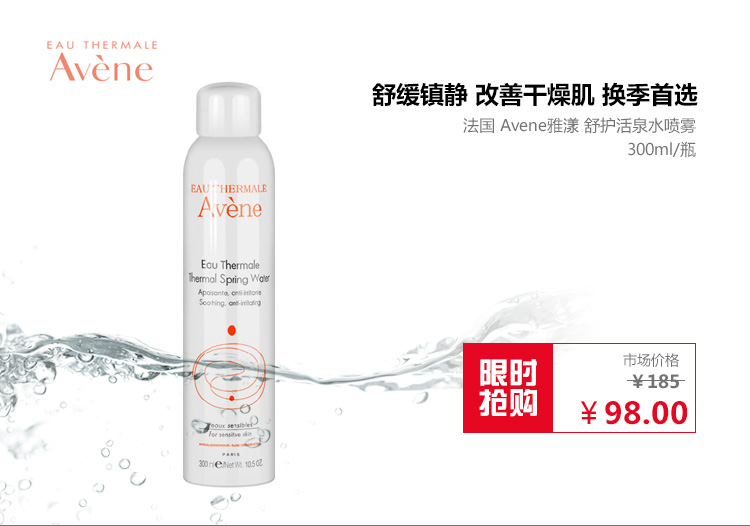 EAU THERMALE
Avène
舒缓镇静 改善干燥肌 换季首选
法国 Avene雅漾 舒护活泉水喷雾
300ml/瓶
EAU THERMALE
Avène
Eau Thermale
Thermal Spring Water
Apaisante, anti-irritante
Soothing, anti-irritating
Peaux sensibles
For sensitive skin
PARIS
300 ml e/Net Wt. 10.5 OZ.
限时
抢购
市场价格
￥185
￥98.00